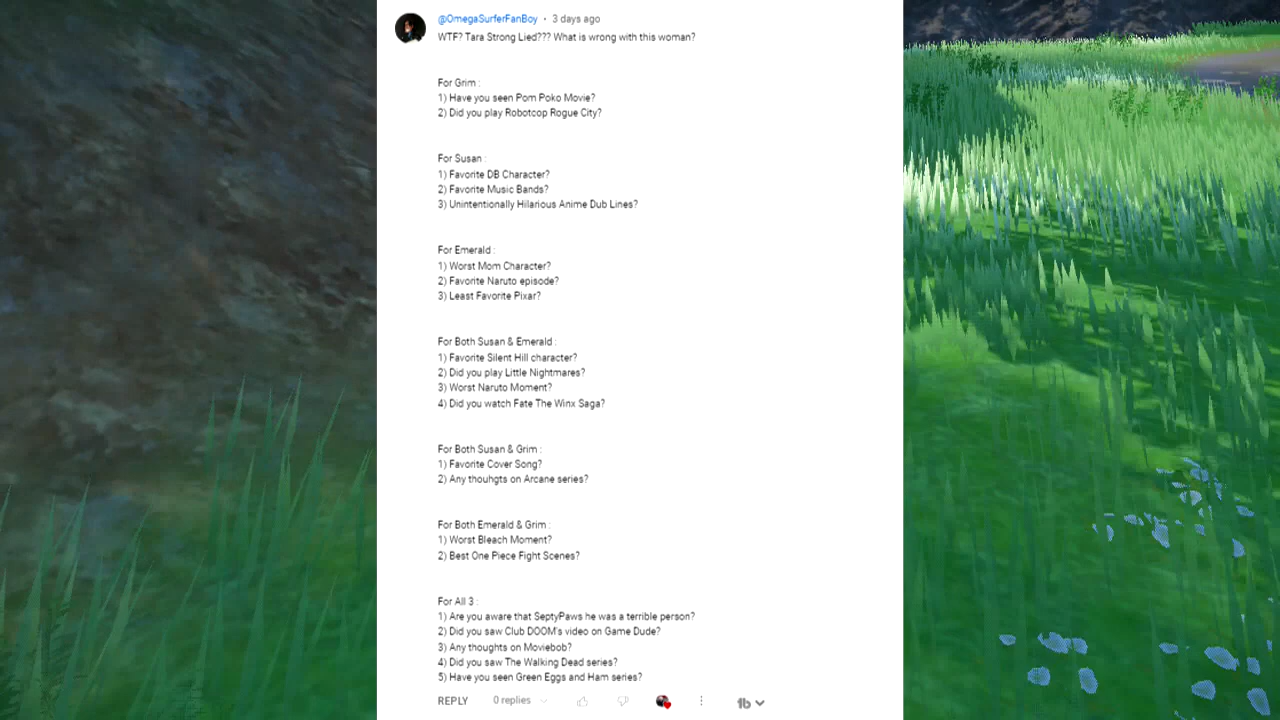 @OmegaSurferFanBoy • 3 days ago
WTF? Tara Strong Lied??? What is wrong with this woman?
For Grim :
1) Have you seen Pom Poko Movie?
2) Did you play Robotcop Rogue City?
For Susan :
1) Favorite DB Character?
2) Favorite Music Bands?
3) Unintentionally Hilarious Anime Dub Lines?
For Emerald :
1) Worst Mom Character?
2) Favorite Naruto episode?
3) Least Favorite Pixar?
For Both Susan & Emerald :
1) Favorite Silent Hill character?
2) Did you play Little Nightmares?
3) Worst Naruto Moment?
4) Did you watch Fate The Winx Saga?
For Both Susan & Grim :
1) Favorite Cover Song?
2) Any thouhgts on Arcane series?
For Both Emerald & Grim :
1) Worst Bleach Moment?
2) Best One Piece Fight Scenes?
For All 3 :
1) Are you aware that SeptyPaws he was a terrible person?
2) Did you saw Club DOOM's video on Game Dude?
3) Any thoughts on Moviebob?
4) Did you saw The Walking Dead series?
5) Have you seen Green Eggs and Ham series?
REPLY 0 replies tb